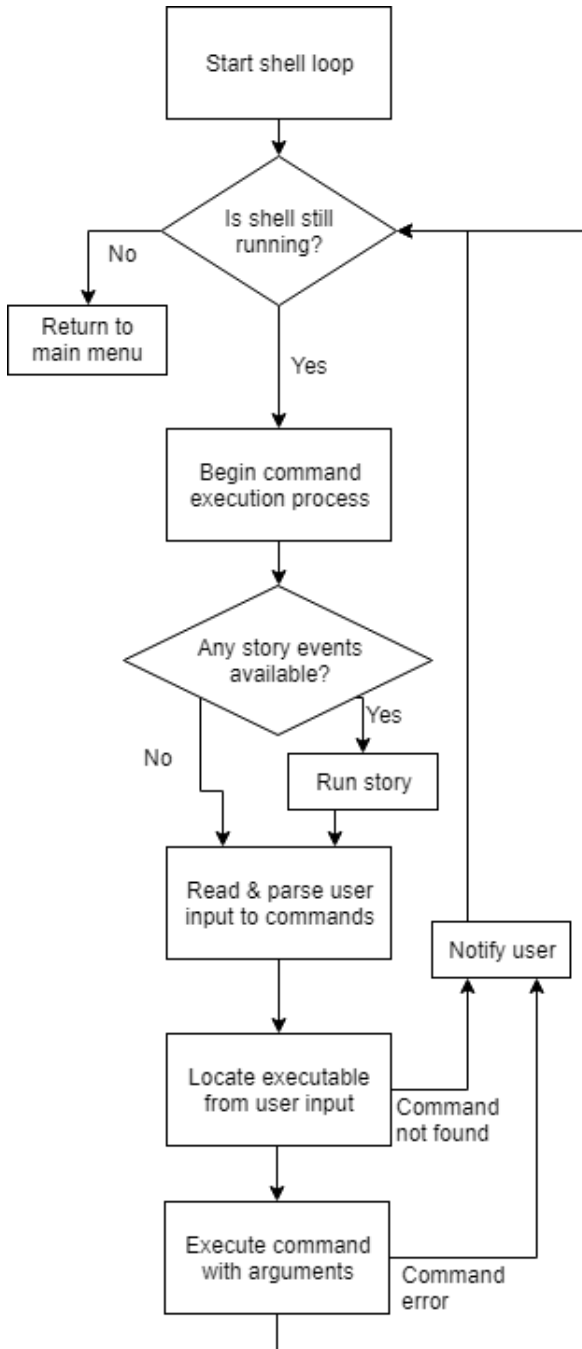 Start shell loop
Is shell still
running?
No
Return to
main menu
Yes
Begin command
execution process
Any story events
available?
Yes
No
Run story
Read & parse user
input to commands
Notify user
Locate executable
from user input
Command
not found
Execute command
with arguments
Command
error